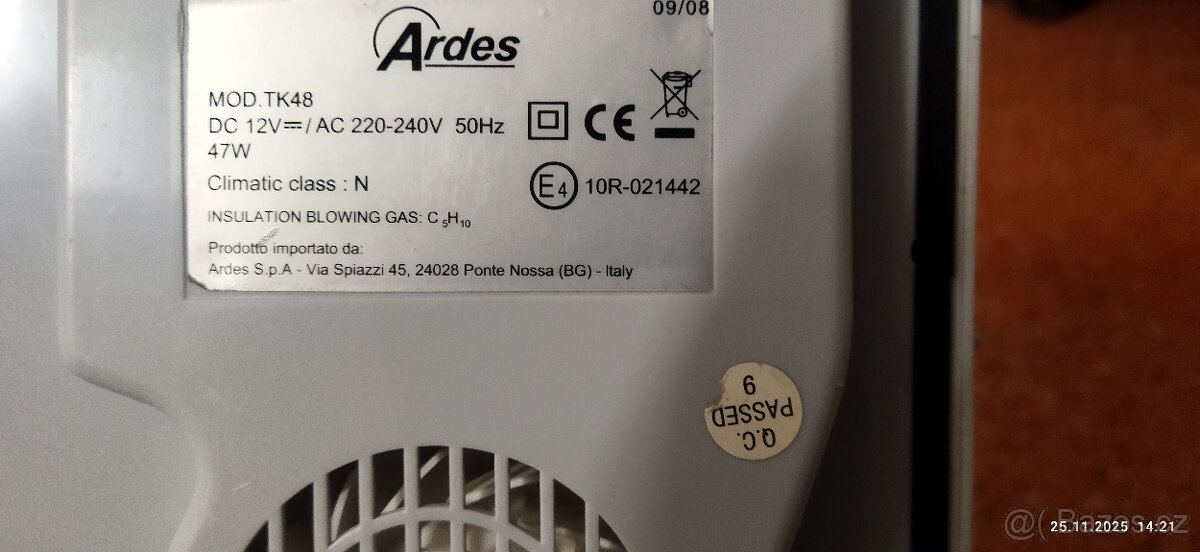 09/08
Ardes
MOD.TK48
DC 12V⎓/AC 220-240V 50Hz
47W
CE
Climatic class : N
E4 10R-021442
INSULATION BLOWING GAS: C5H10
Prodotto importato da:
Ardes S.p.A - Via Spiazzi 45, 24028 Ponte Nossa (BG) - Italy
Q.C.
PASSED
9
@(Bazos.cz
25.11.2025 14:21